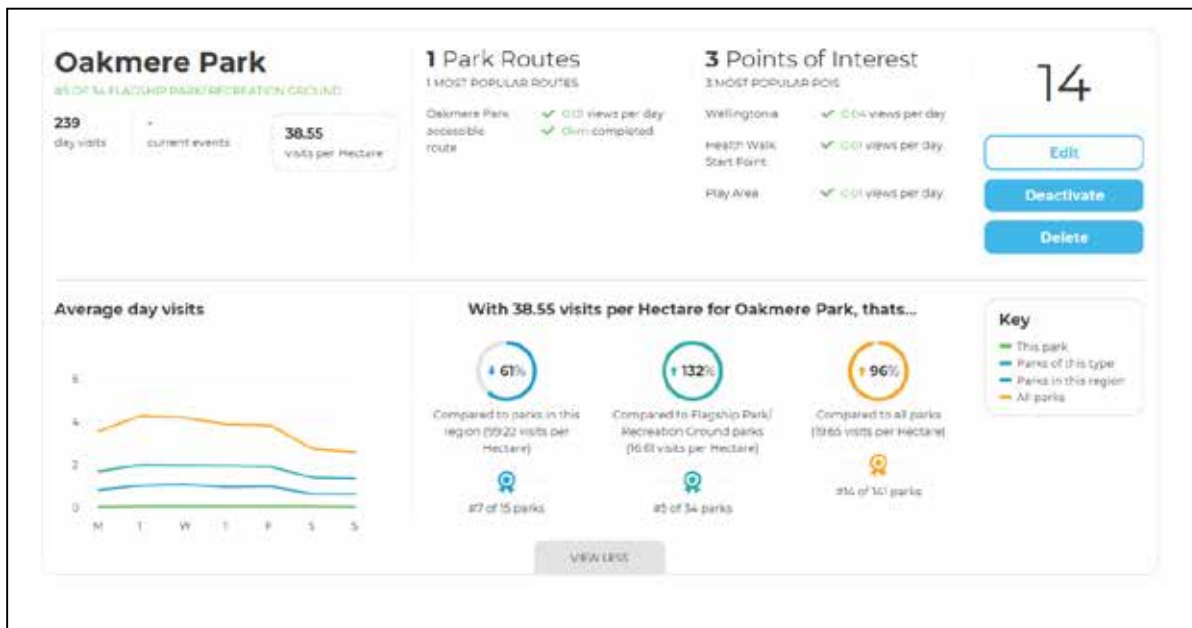 Oakmere Park
#5 OF 34 FLAGSHIP PARK/RECREATION GROUND
239
day visits
-
current events
38.55
visits per Hectare
1 Park Routes
1 MOST POPULAR ROUTES
Oakmere Park
accessible
route
0.01 views per day
0km completed
3 Points of Interest
3 MOST POPULAR POIS
Wellingtonia
0.04 views per day
Health Walk
Start Point
0.01 views per day
Play Area
0.01 views per day
14
Edit
Deactivate
Delete
Average day visits
6
4
2
0
M T W T F S S
With 38.55 visits per Hectare for Oakmere Park, thats...
61%
Compared to parks in this
region (99.22 visits per
Hectare)
#7 of 15 parks
132%
Compared to Flagship Park/
Recreation Ground parks
(16.61 visits per Hectare)
#5 of 34 parks
96%
Compared to all parks
(19.65 visits per Hectare)
#14 of 141 parks
Key
This park
Parks of this type
Parks in this region
All parks
VIEW LESS